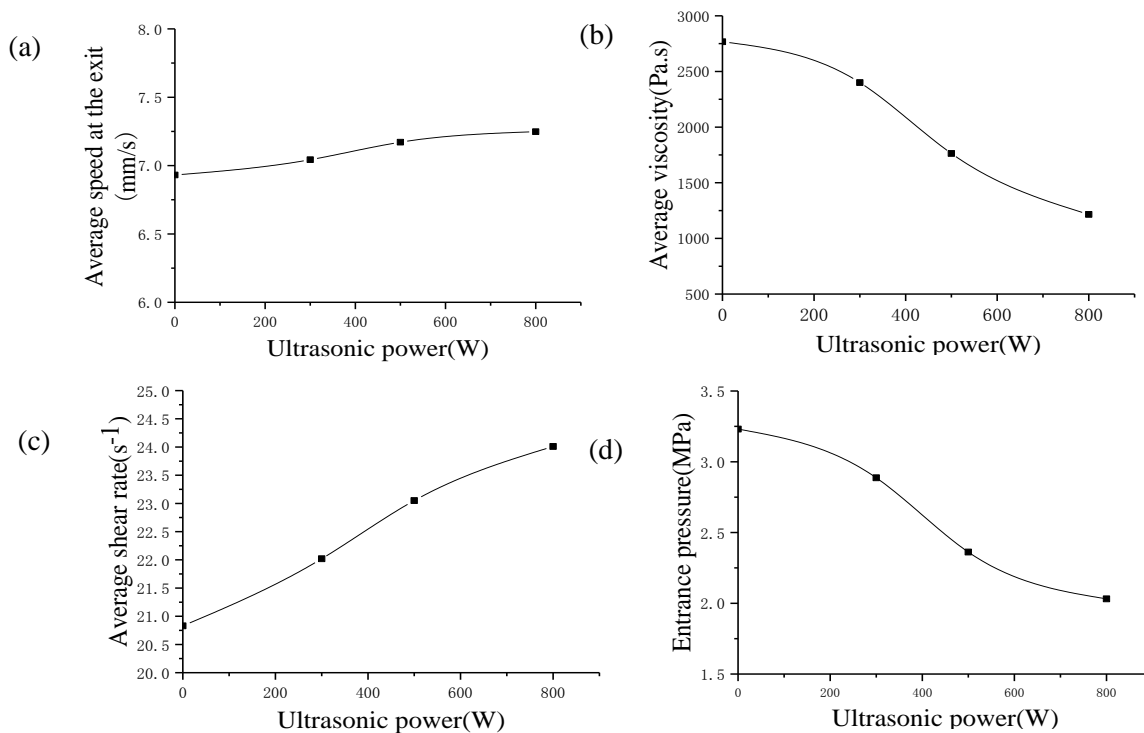 (a)
Average speed at the exit
(mm/s)
8.0
7.5
7.0
6.5
6.0
0 200 400 600 800
Ultrasonic power(W)
(b)
Average viscosity(Pa.s)
3000
2500
2000
1500
1000
500
0 200 400 600 800
Ultrasonic power(W)
(c)
Average shear rate(s⁻¹)
25.0
24.5
24.0
23.5
23.0
22.5
22.0
21.5
21.0
20.5
20.0
0 200 400 600 800
Ultrasonic power(W)
(d)
Entrance pressure(MPa)
3.5
3.0
2.5
2.0
1.5
0 200 400 600 800
Ultrasonic power(W)